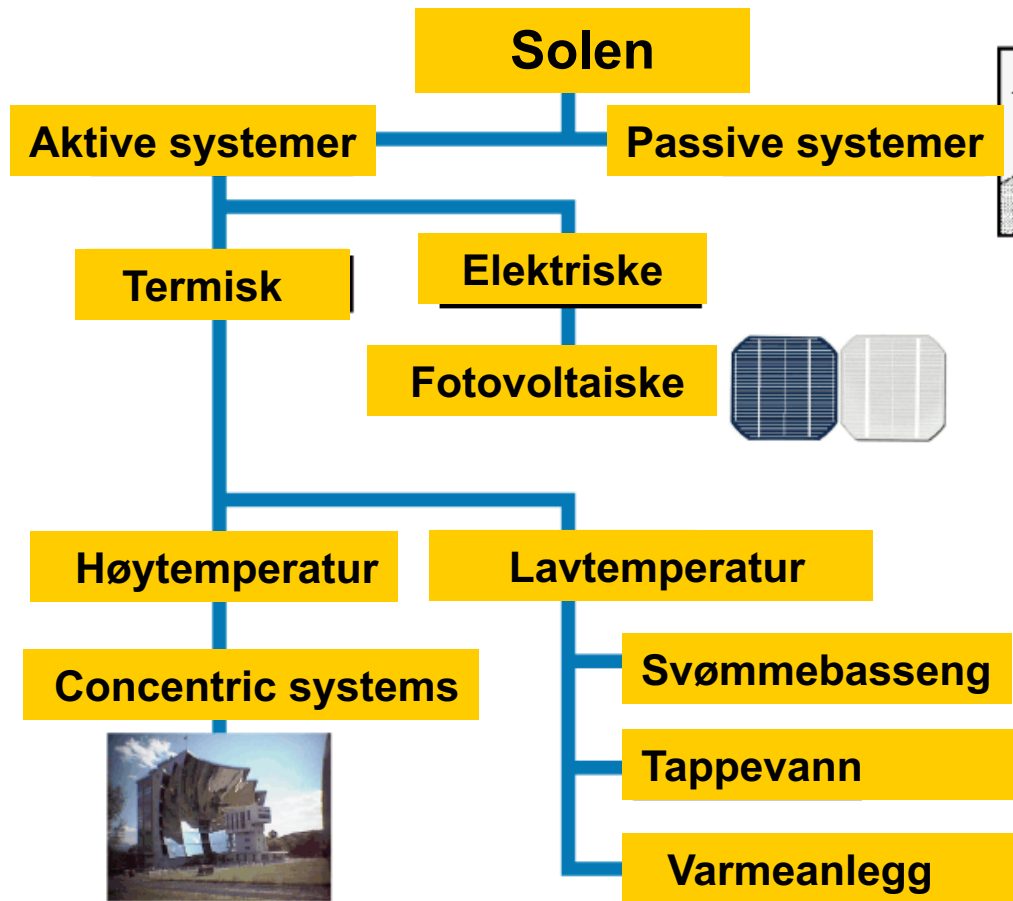 Solen
Aktive systemer
Passive systemer
Termisk
Elektriske
Fotovoltaiske
Høytemperatur
Lavtemperatur
Concentric systems
Svømmebasseng
Tappevann
Varmeanlegg